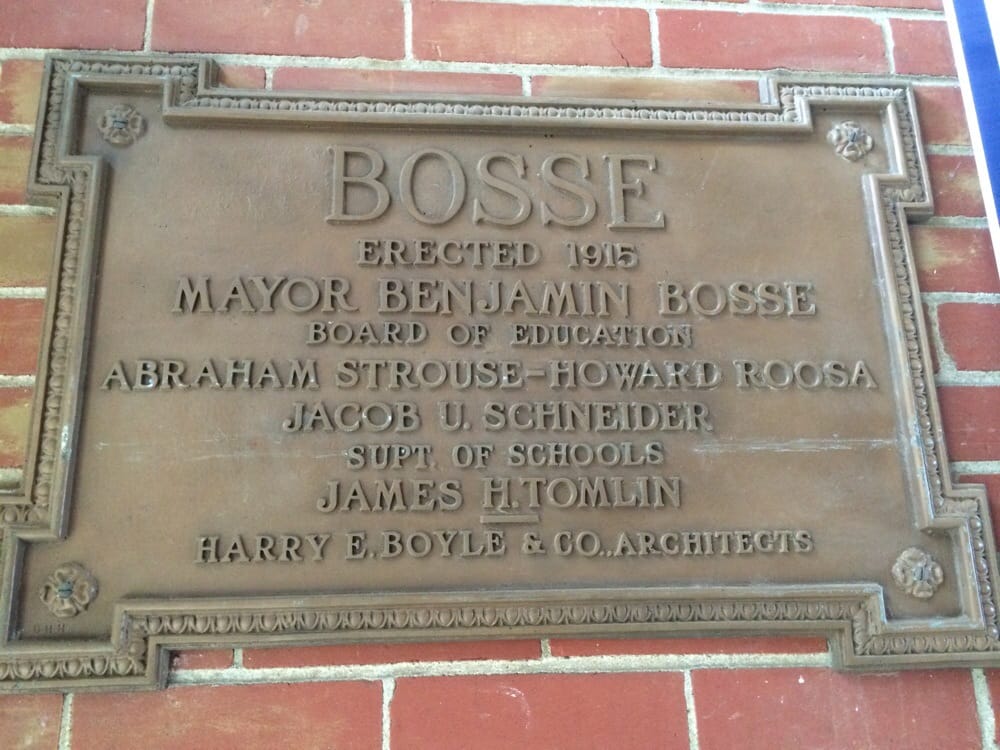 BOSSE
ERECTED 1915
MAYOR BENJAMIN BOSSE
BOARD OF EDUCATION
ABRAHAM STROUSE-HOWARD ROOSA
JACOB U. SCHNEIDER
SUPT. OF SCHOOLS
JAMES H. TOMLIN
HARRY E. BOYLE & CO., ARCHITECTS